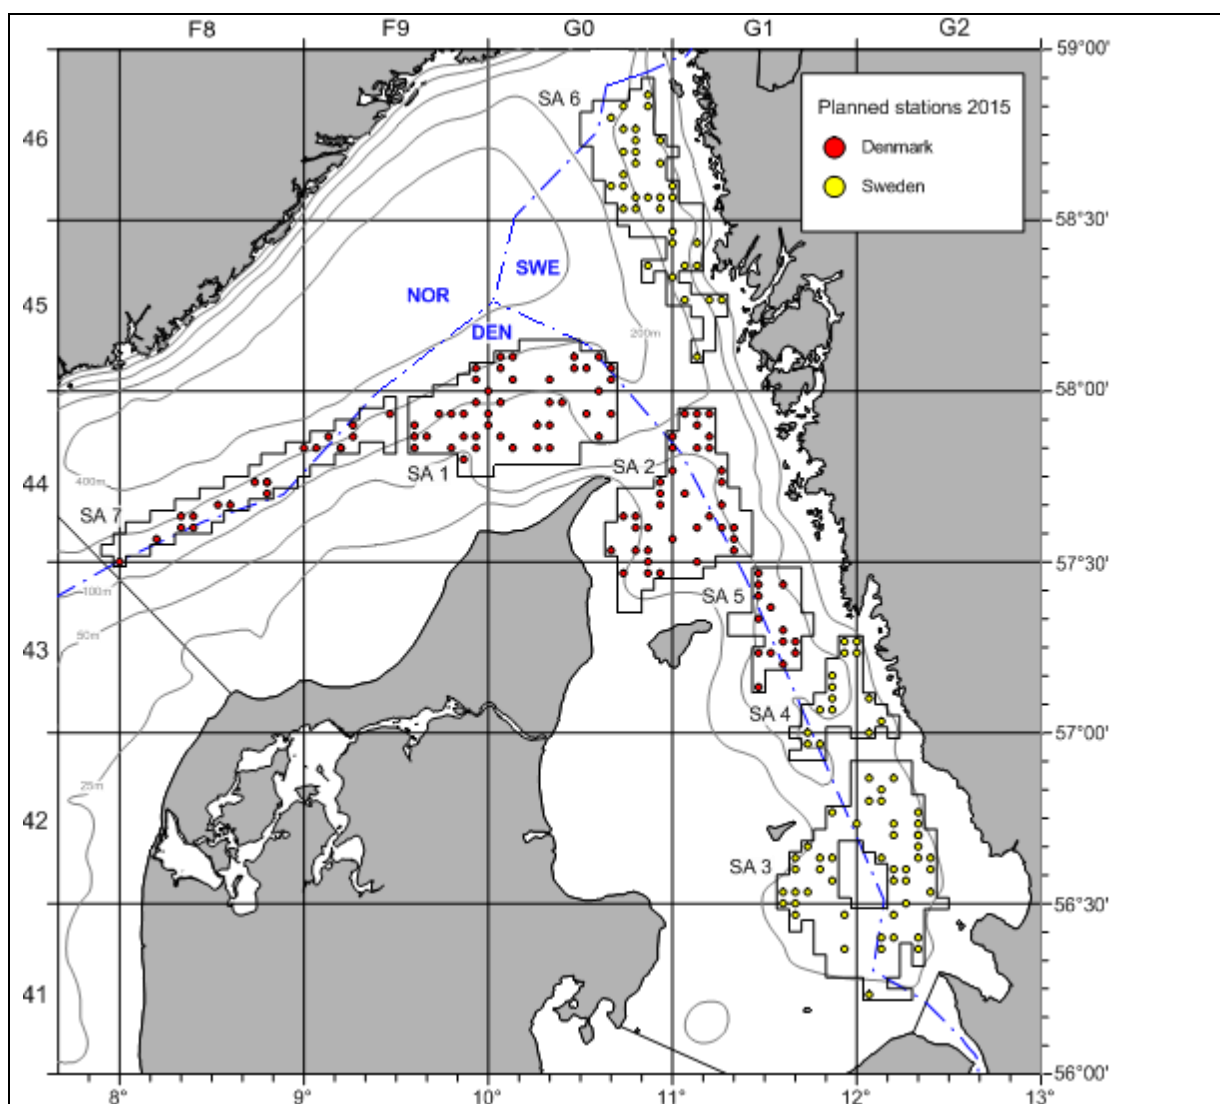 F8 F9 G0 G1 G2
59°00'
SA 6
Planned stations 2015
46
Denmark
Sweden
58°30'
SWE
45
NOR
DEN
200m
58°00'
SA 1
SA 2
44
400m
SA 7
57°30'
100m
SA 5
50m
43
SA 4
57°00'
25m
42
SA 3
56°30'
41
56°00'
8° 9° 10° 11° 12° 13°